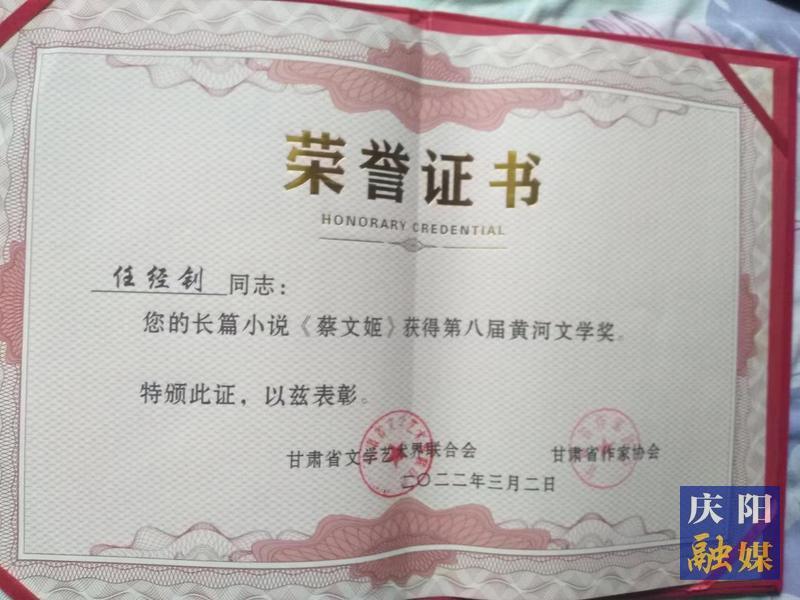 荣誉证书
HONORARY CREDENTIAL
任经钊 同志：
您的长篇小说《蔡文姬》获得第八届黄河文学奖。
特颁此证，以兹表彰。
甘肃省文学艺术界联合会 甘肃省作家协会
二〇二二年三月二日
庆阳
融媒